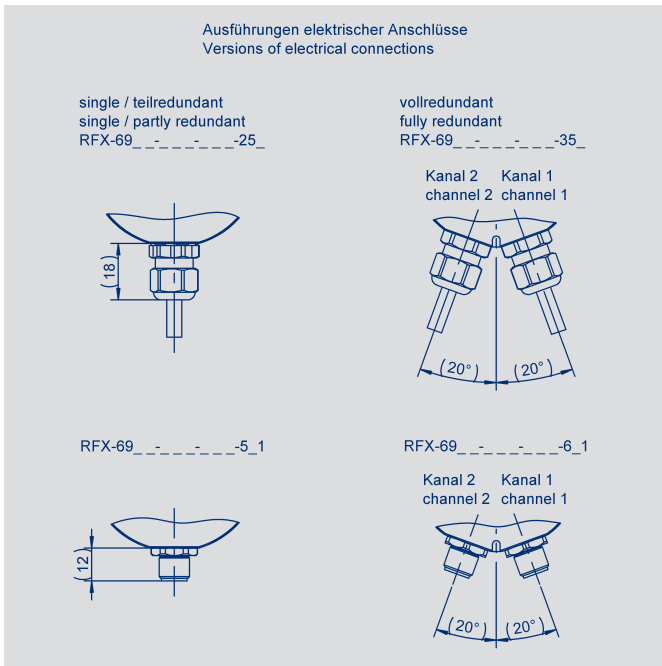 Ausführungen elektrischer Anschlüsse
Versions of electrical connections
single / teilredundant
single / partly redundant
RFX-69_ _-_ _ _-_ _ _-25_
vollredundant
fully redundant
RFX-69_ _-_ _ _-_ _ _-35_
Kanal 2
channel 2
Kanal 1
channel 1
(18)
(20°)
(20°)
RFX-69_ _-_ _ _-_ _ _-5_1
RFX-69_ _-_ _ _-_ _ _-6_1
Kanal 2
channel 2
Kanal 1
channel 1
(12)
(20°)
(20°)